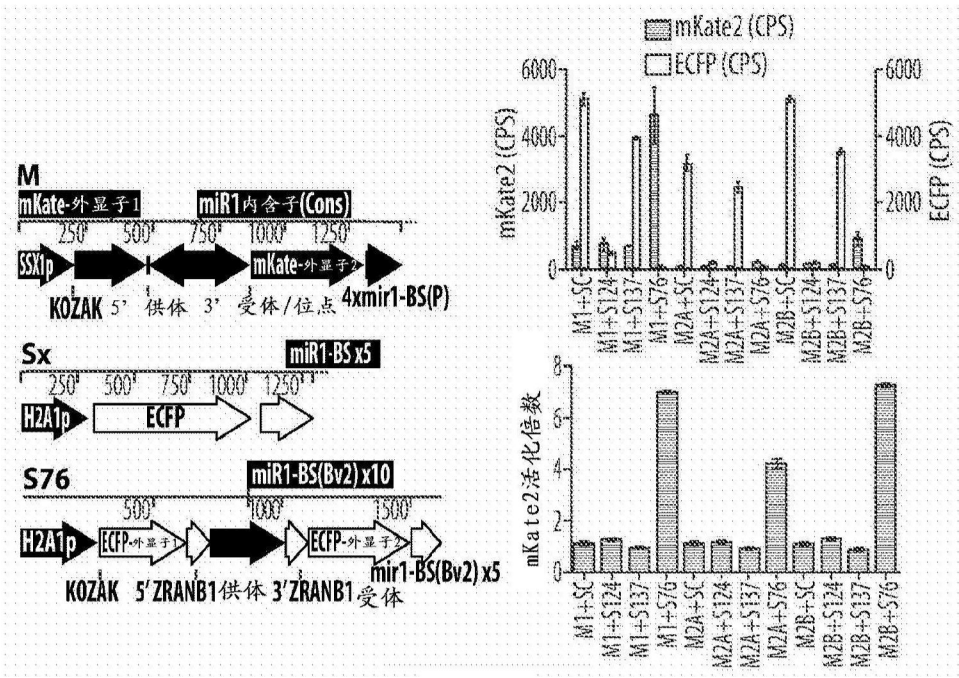 M
mKate-外显子1
miR1内含子(Cons)
250 500 750 1000 1250
SSX1p
mKate-外显子2
KOZAK 5' 供体 3' 受体/位点 4xmir1-BS(P)
Sx
miR1-BS x5
250 500 750 1000 1250
H2A1p ECFP
S76
miR1-BS(Bv2) x10
500 1000 1500
H2A1p ECFP-外显子1 ECFP-外显子2
mir1-BS(Bv2) x5
KOZAK 5'ZRANB1供体 3'ZRANB1受体
mKate2 (CPS)
ECFP (CPS)
6000 6000
4000 4000
2000 2000
0 0
mKate2 (CPS)
ECFP (CPS)
M1+SC
M1+S124
M1+S137
M1+S76
M2A+SC
M2A+S124
M2A+S137
M2A+S76
M2B+SC
M2B+S124
M2B+S137
M2B+S76
mKate2活化倍数
8
6
4
2
0
M1+SC
M1+S124
M1+S137
M1+S76
M2A+SC
M2A+S124
M2A+S137
M2A+S76
M2B+SC
M2B+S124
M2B+S137
M2B+S76